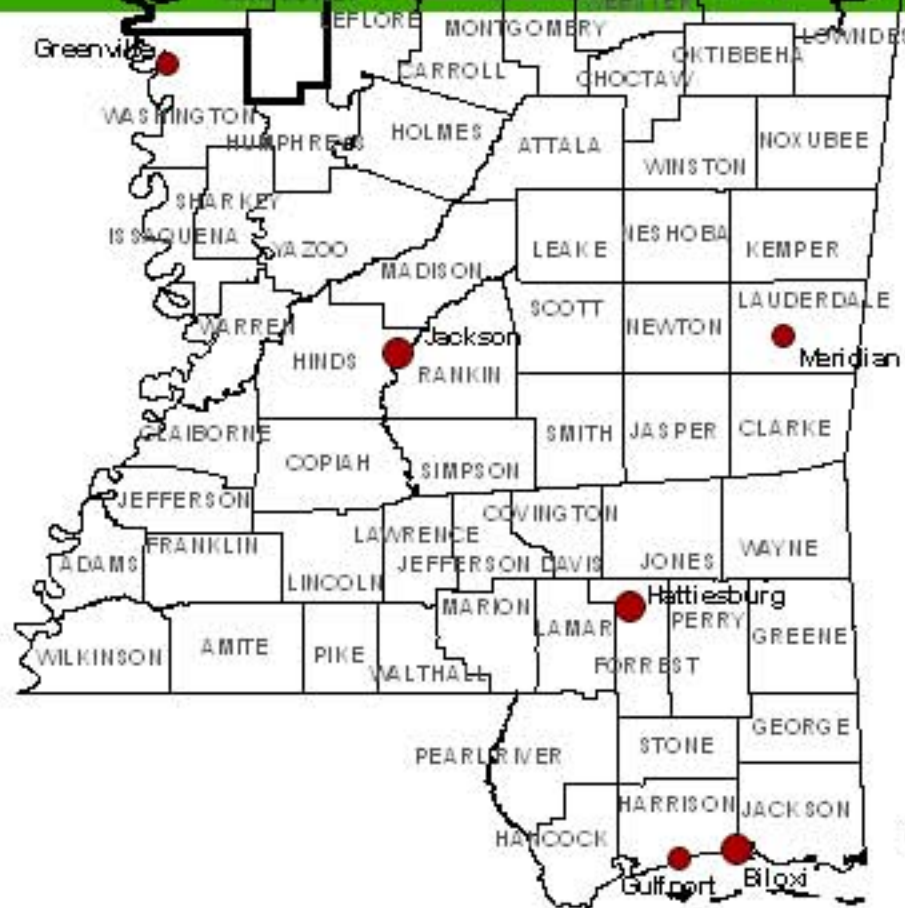 LEFLORE
MONTGOMERY
LOWNDES
Greenville
OKTIBBEHA
CARROLL
CHOCTAW
WASHINGTON
HUMPHREYS
HOLMES
ATTALA
NOXUBEE
WINSTON
SHARKEY
ISSAQUENA
YAZOO
LEAKE
NESHOBA
KEMPER
MADISON
SCOTT
LAUDERDALE
WARREN
NEWTON
Jackson
HINDS
Meridian
RANKIN
CLAIBORNE
SMITH
JASPER
CLARKE
COPIAH
SIMPSON
JEFFERSON
COVINGTON
LAWRENCE
FRANKLIN
WAYNE
ADAMS
JEFFERSON DAVIS
JONES
LINCOLN
Hattiesburg
MARION
PERRY
LAMAR
GREENE
WILKINSON
AMITE
PIKE
WALTHALL
FORREST
GEORGE
PEARL RIVER
STONE
HARRISON
JACKSON
HANCOCK
Gulfport
Biloxi